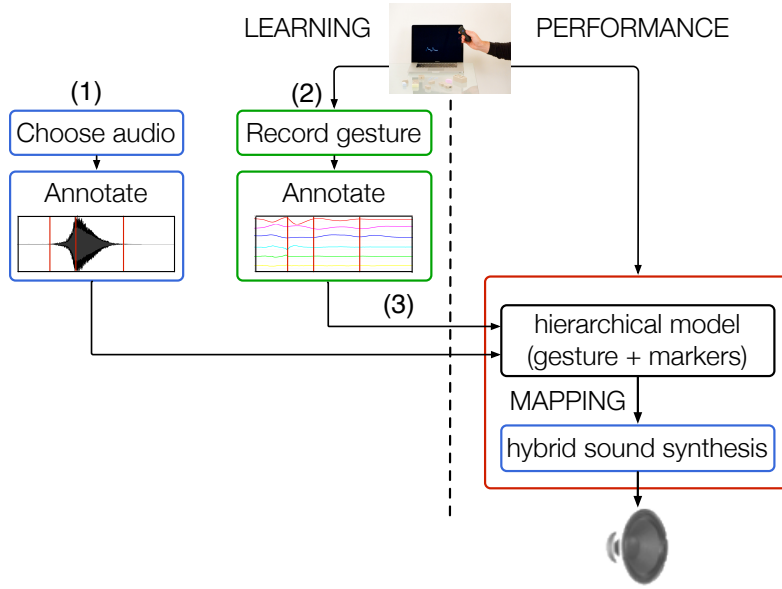 LEARNING
PERFORMANCE
(1)
(2)
Choose audio
Record gesture
Annotate
Annotate
(3)
hierarchical model
(gesture + markers)
MAPPING
hybrid sound synthesis